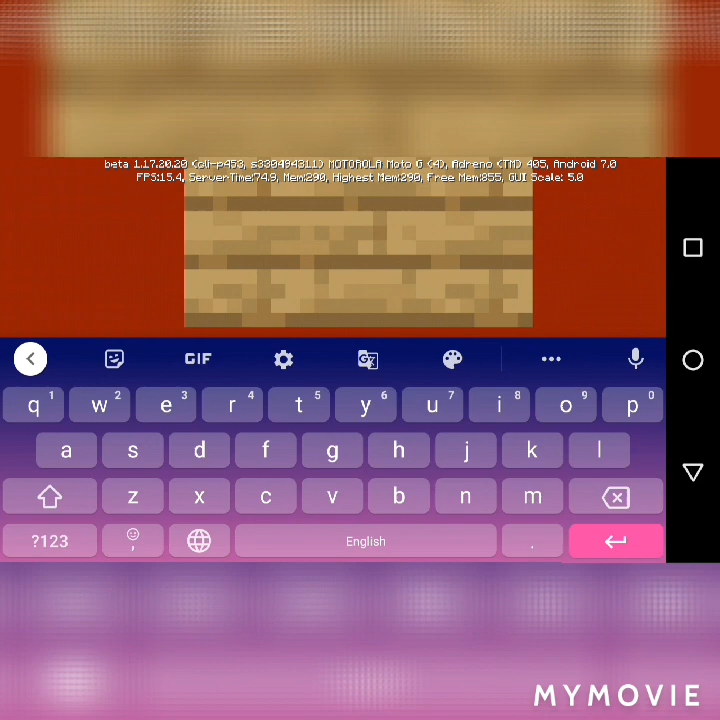 beta 1.17.20.20 (cli-p453, s330494311) MOTOROLA Moto G (4), Adreno (TM) 405, Android 7.0
FPS:15.4, ServerTime:74.9, Mem:290, Highest Mem:290, Free Mem:855, GUI Scale: 5.0
GIF
q 1 w 2 e 3 r 4 t 5 y 6 u 7 i 8 o 9 p 0
a s d f g h j k l
z x c v b n m
?123 , English .
MYMOVIE